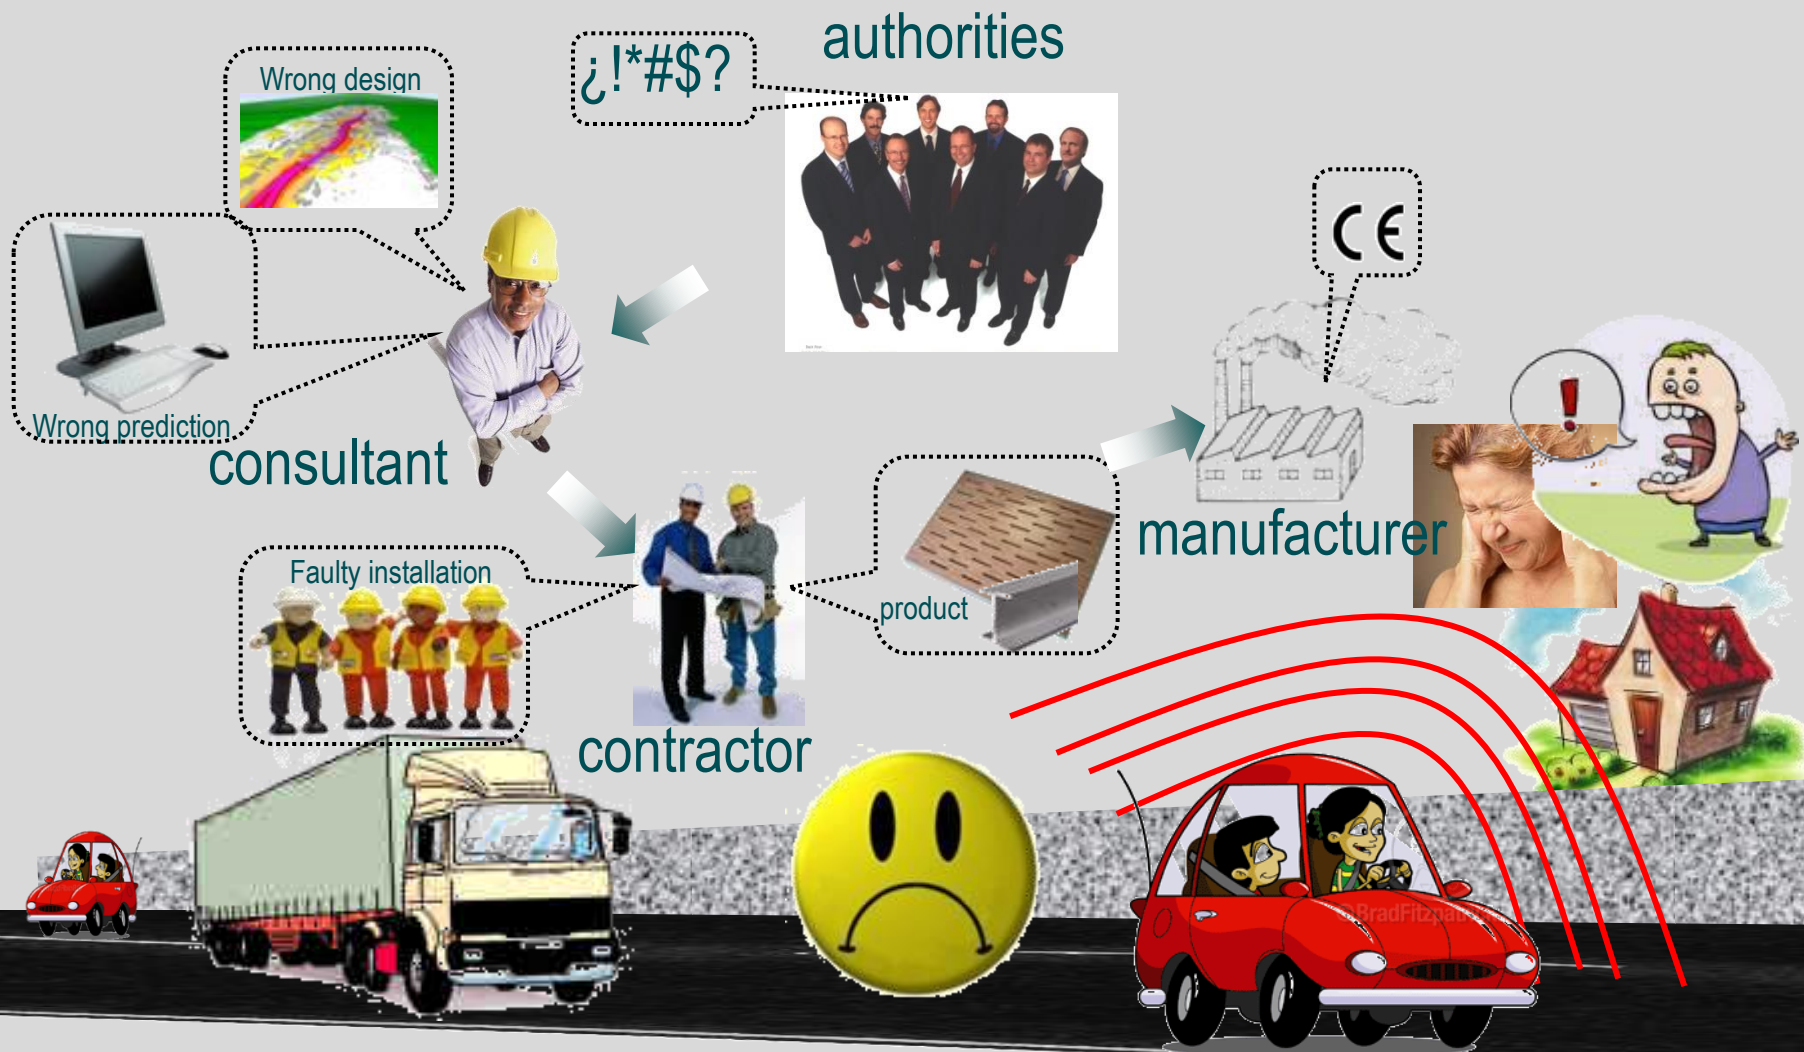 authorities
¿!*#$?
Wrong design
CE
Wrong prediction
!
consultant
manufacturer
Faulty installation
product
contractor